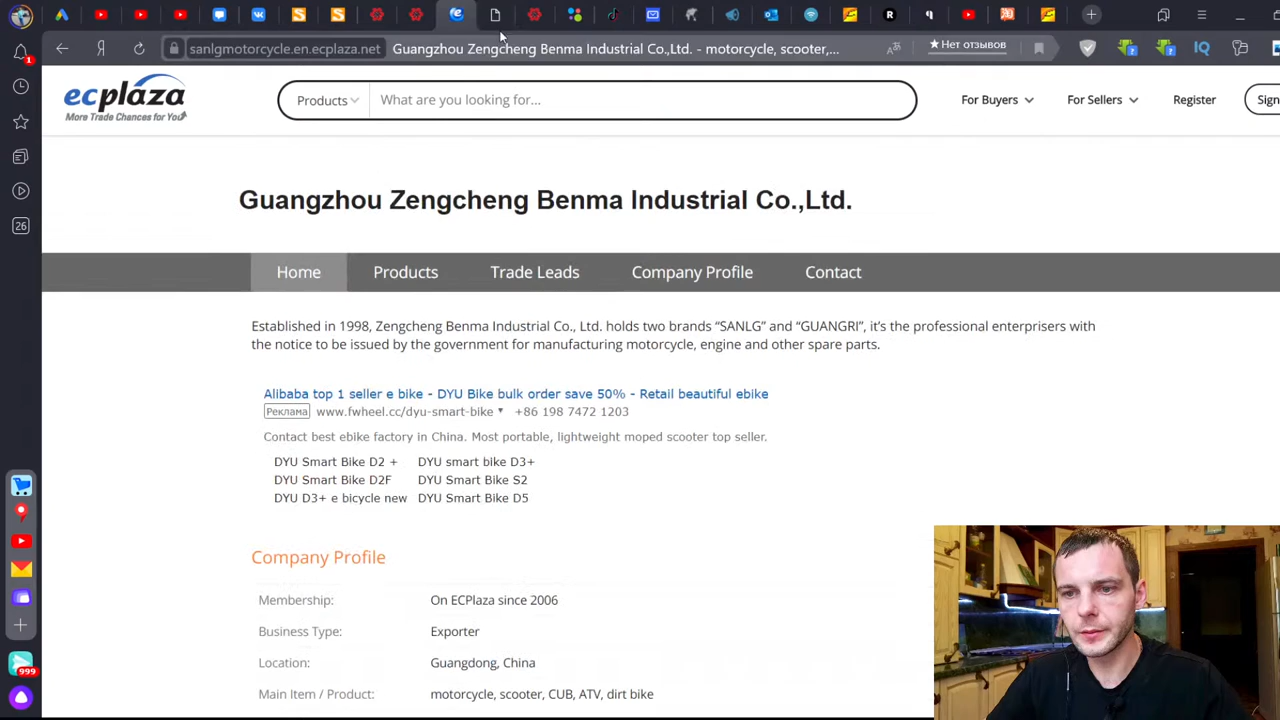 sanlgmotorcycle.en.ecplaza.net Guangzhou Zengcheng Benma Industrial Co.,Ltd. - motorcycle, scooter,... Нет отзывов
1
ecplaza
More Trade Chances for You
Products What are you looking for...
For Buyers For Sellers Register Sign
26
Guangzhou Zengcheng Benma Industrial Co.,Ltd.
Home Products Trade Leads Company Profile Contact
Established in 1998, Zengcheng Benma Industrial Co., Ltd. holds two brands “SANLG” and “GUANGRI”, it’s the professional enterprises with
the notice to be issued by the government for manufacturing motorcycle, engine and other spare parts.
Alibaba top 1 seller e bike - DYU Bike bulk order save 50% - Retail beautiful ebike
Реклама www.fwheel.cc/dyu-smart-bike +86 198 7472 1203
Contact best ebike factory in China. Most portable, lightweight moped scooter top seller.
DYU Smart Bike D2 + DYU smart bike D3+
DYU Smart Bike D2F DYU Smart Bike S2
DYU D3+ e bicycle new DYU Smart Bike D5
Company Profile
Membership: On ECPlaza since 2006
Business Type: Exporter
Location: Guangdong, China
999
Main Item / Product: motorcycle, scooter, CUB, ATV, dirt bike